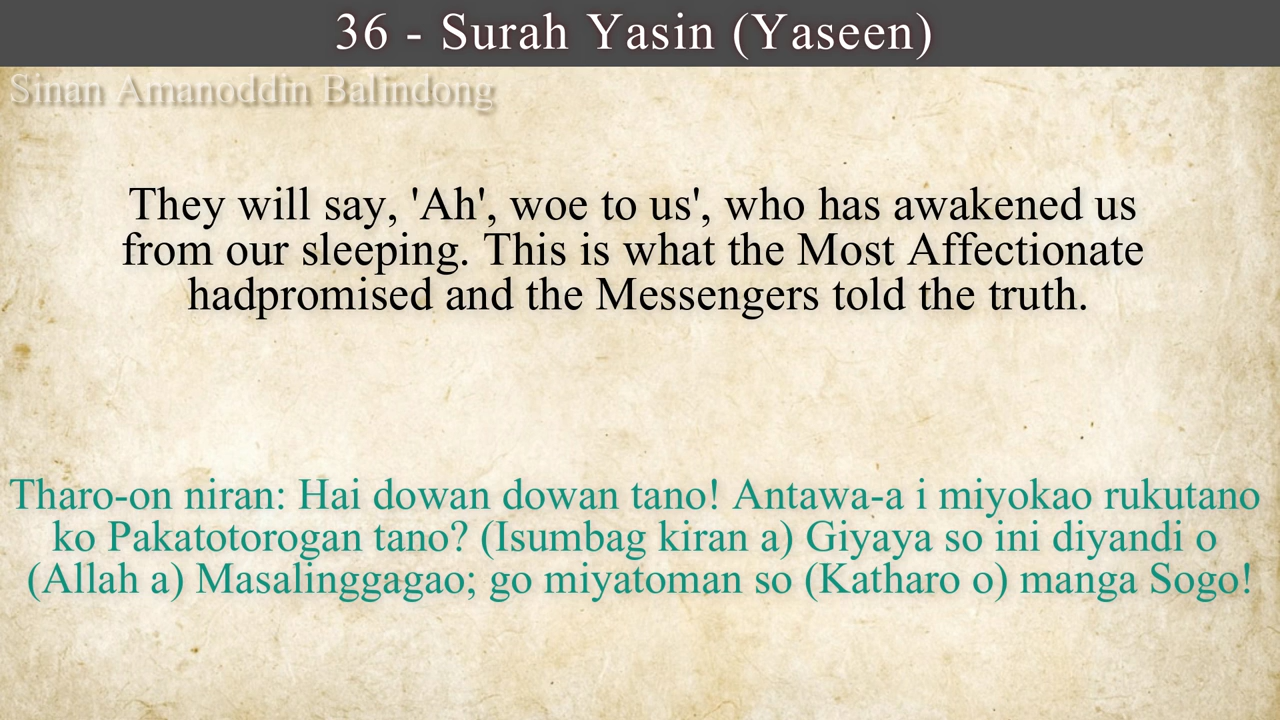 36 - Surah Yasin (Yaseen)
Sinan Amanoddin Balindong
They will say, 'Ah', woe to us', who has awakened us
from our sleeping. This is what the Most Affectionate
hadpromised and the Messengers told the truth.
Tharo-on niran: Hai dowan dowan tano! Antawa-a i miyokao rukutano
ko Pakatotorogan tano? (Isumbag kiran a) Giyaya so ini diyandi o
(Allah a) Masalinggagao; go miyatoman so (Katharo o) manga Sogo!